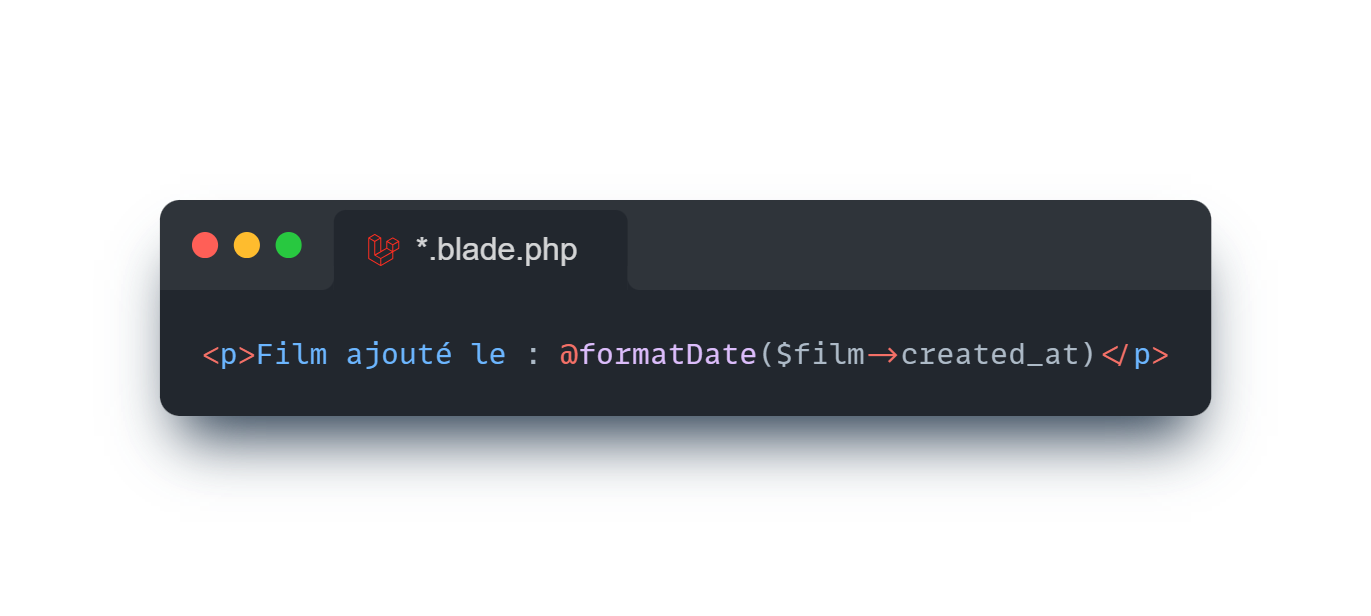 *.blade.php
<p>Film ajouté le : @formatDate($film->created_at)</p>